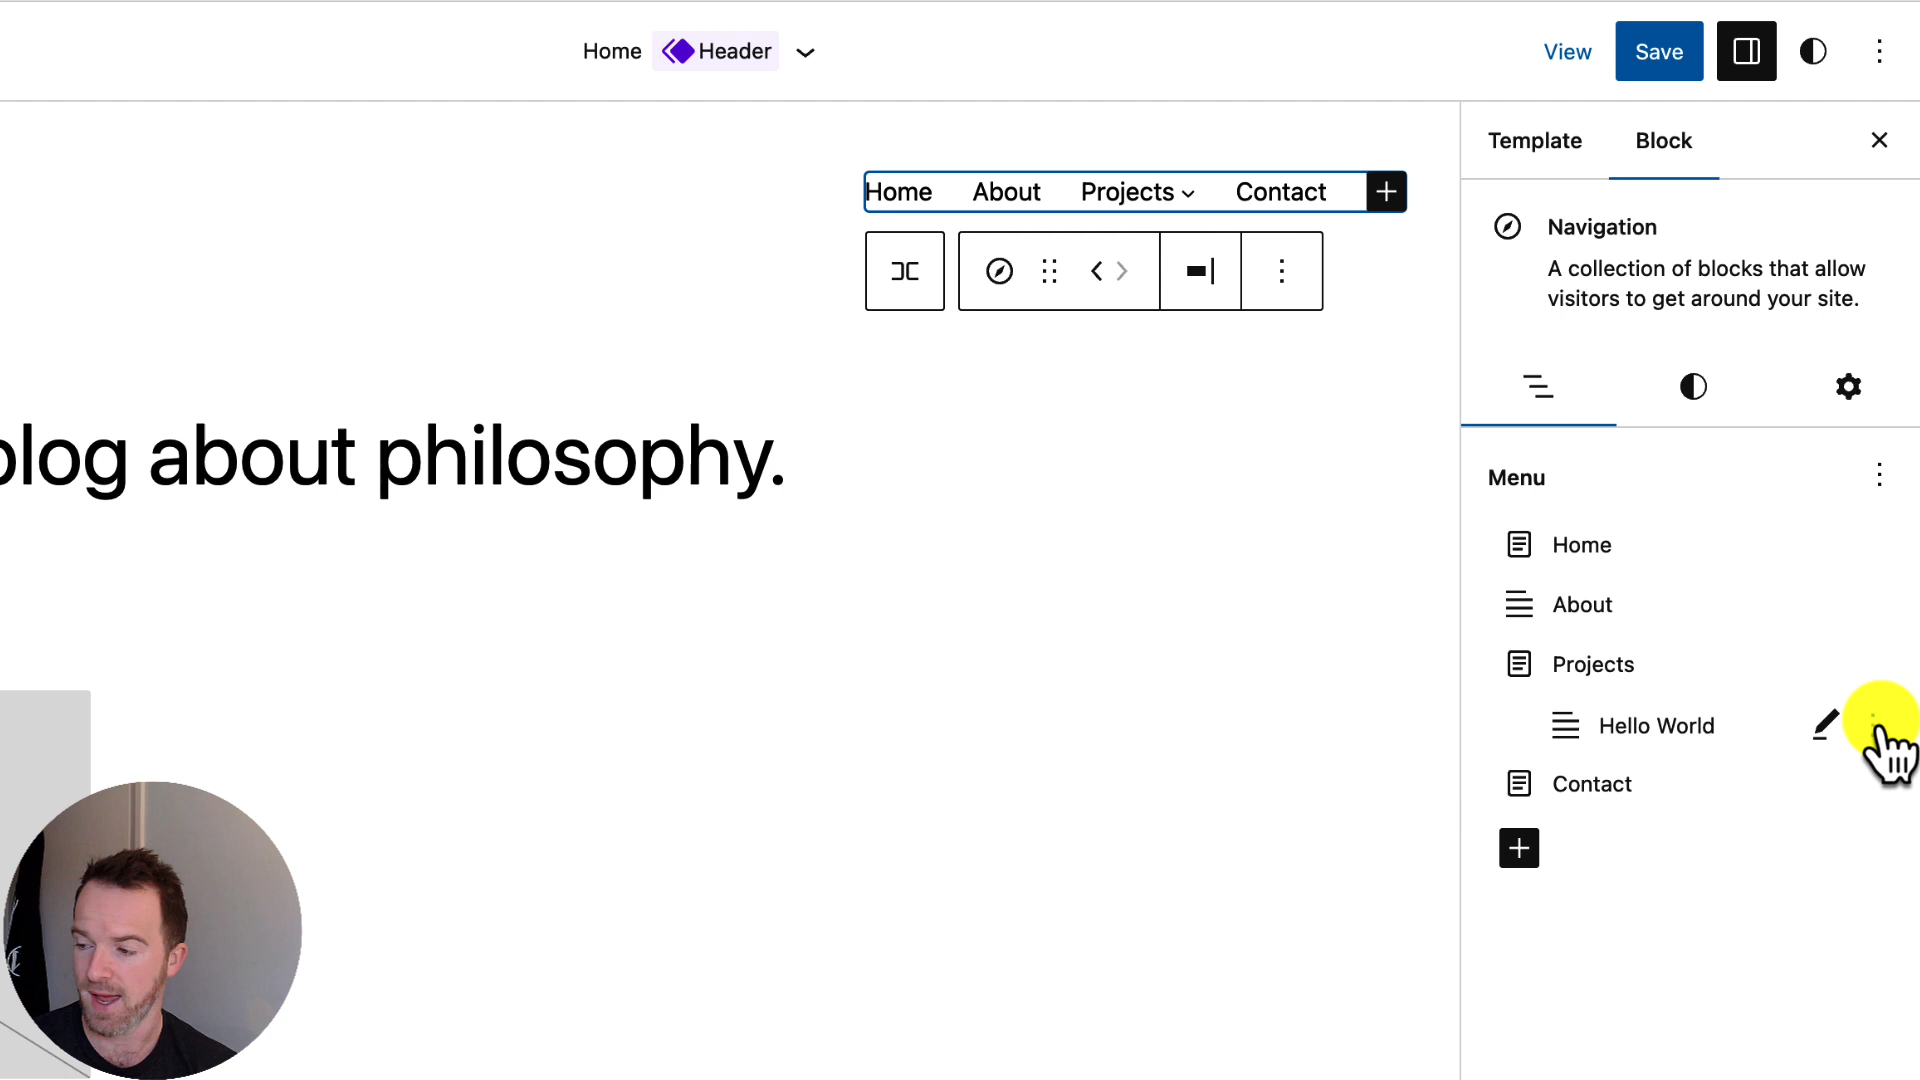 Home Header
View Save
Template Block
Home About Projects Contact
Navigation
A collection of blocks that allow
visitors to get around your site.
blog about philosophy.
Menu
Home
About
Projects
Hello World
Contact